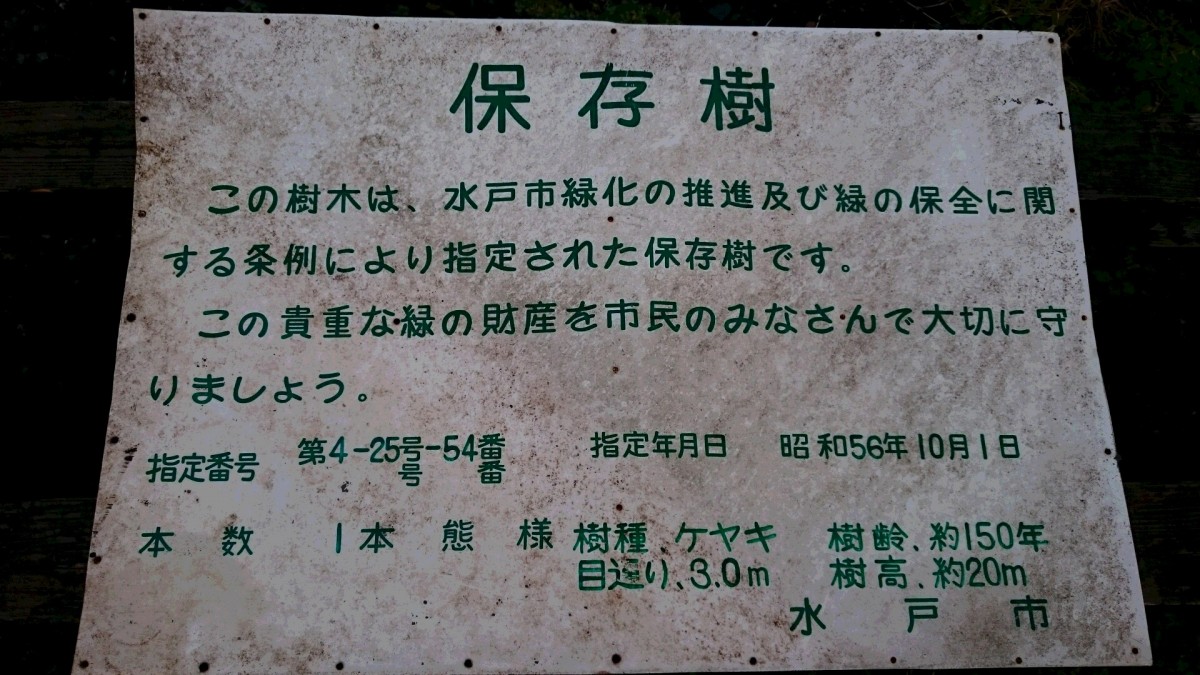 保存樹
この樹木は、水戸市緑化の推進及び緑の保全に関
する条例により指定された保存樹です。
この貴重な緑の財産を市民のみなさんで大切に守
りましょう。
指定番号 第4-25号-54番 指定年月日 昭和56年10月1日
号 番
本数 1本 態様 樹種 ケヤキ 樹齢、約150年
目巡り、3.0m 樹高、約20m
水戸市